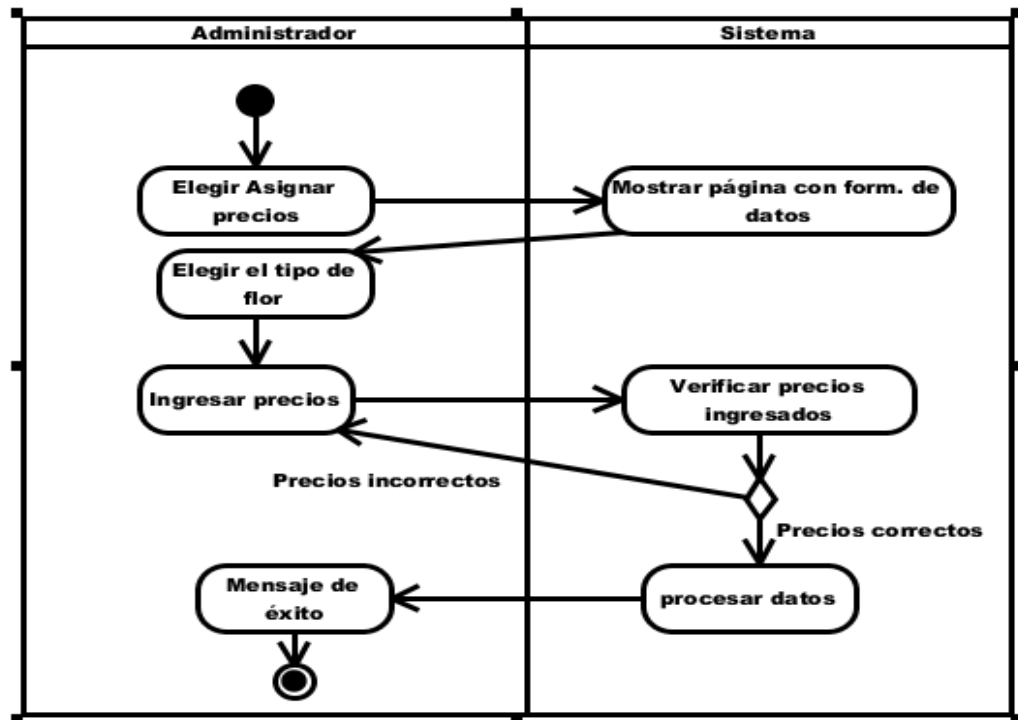 Administrador
Sistema
Elegir Asignar
precios
Mostrar página con form. de
datos
Elegir el tipo de
flor
Ingresar precios
Verificar precios
ingresados
Precios incorrectos
Precios correctos
Mensaje de
éxito
procesar datos